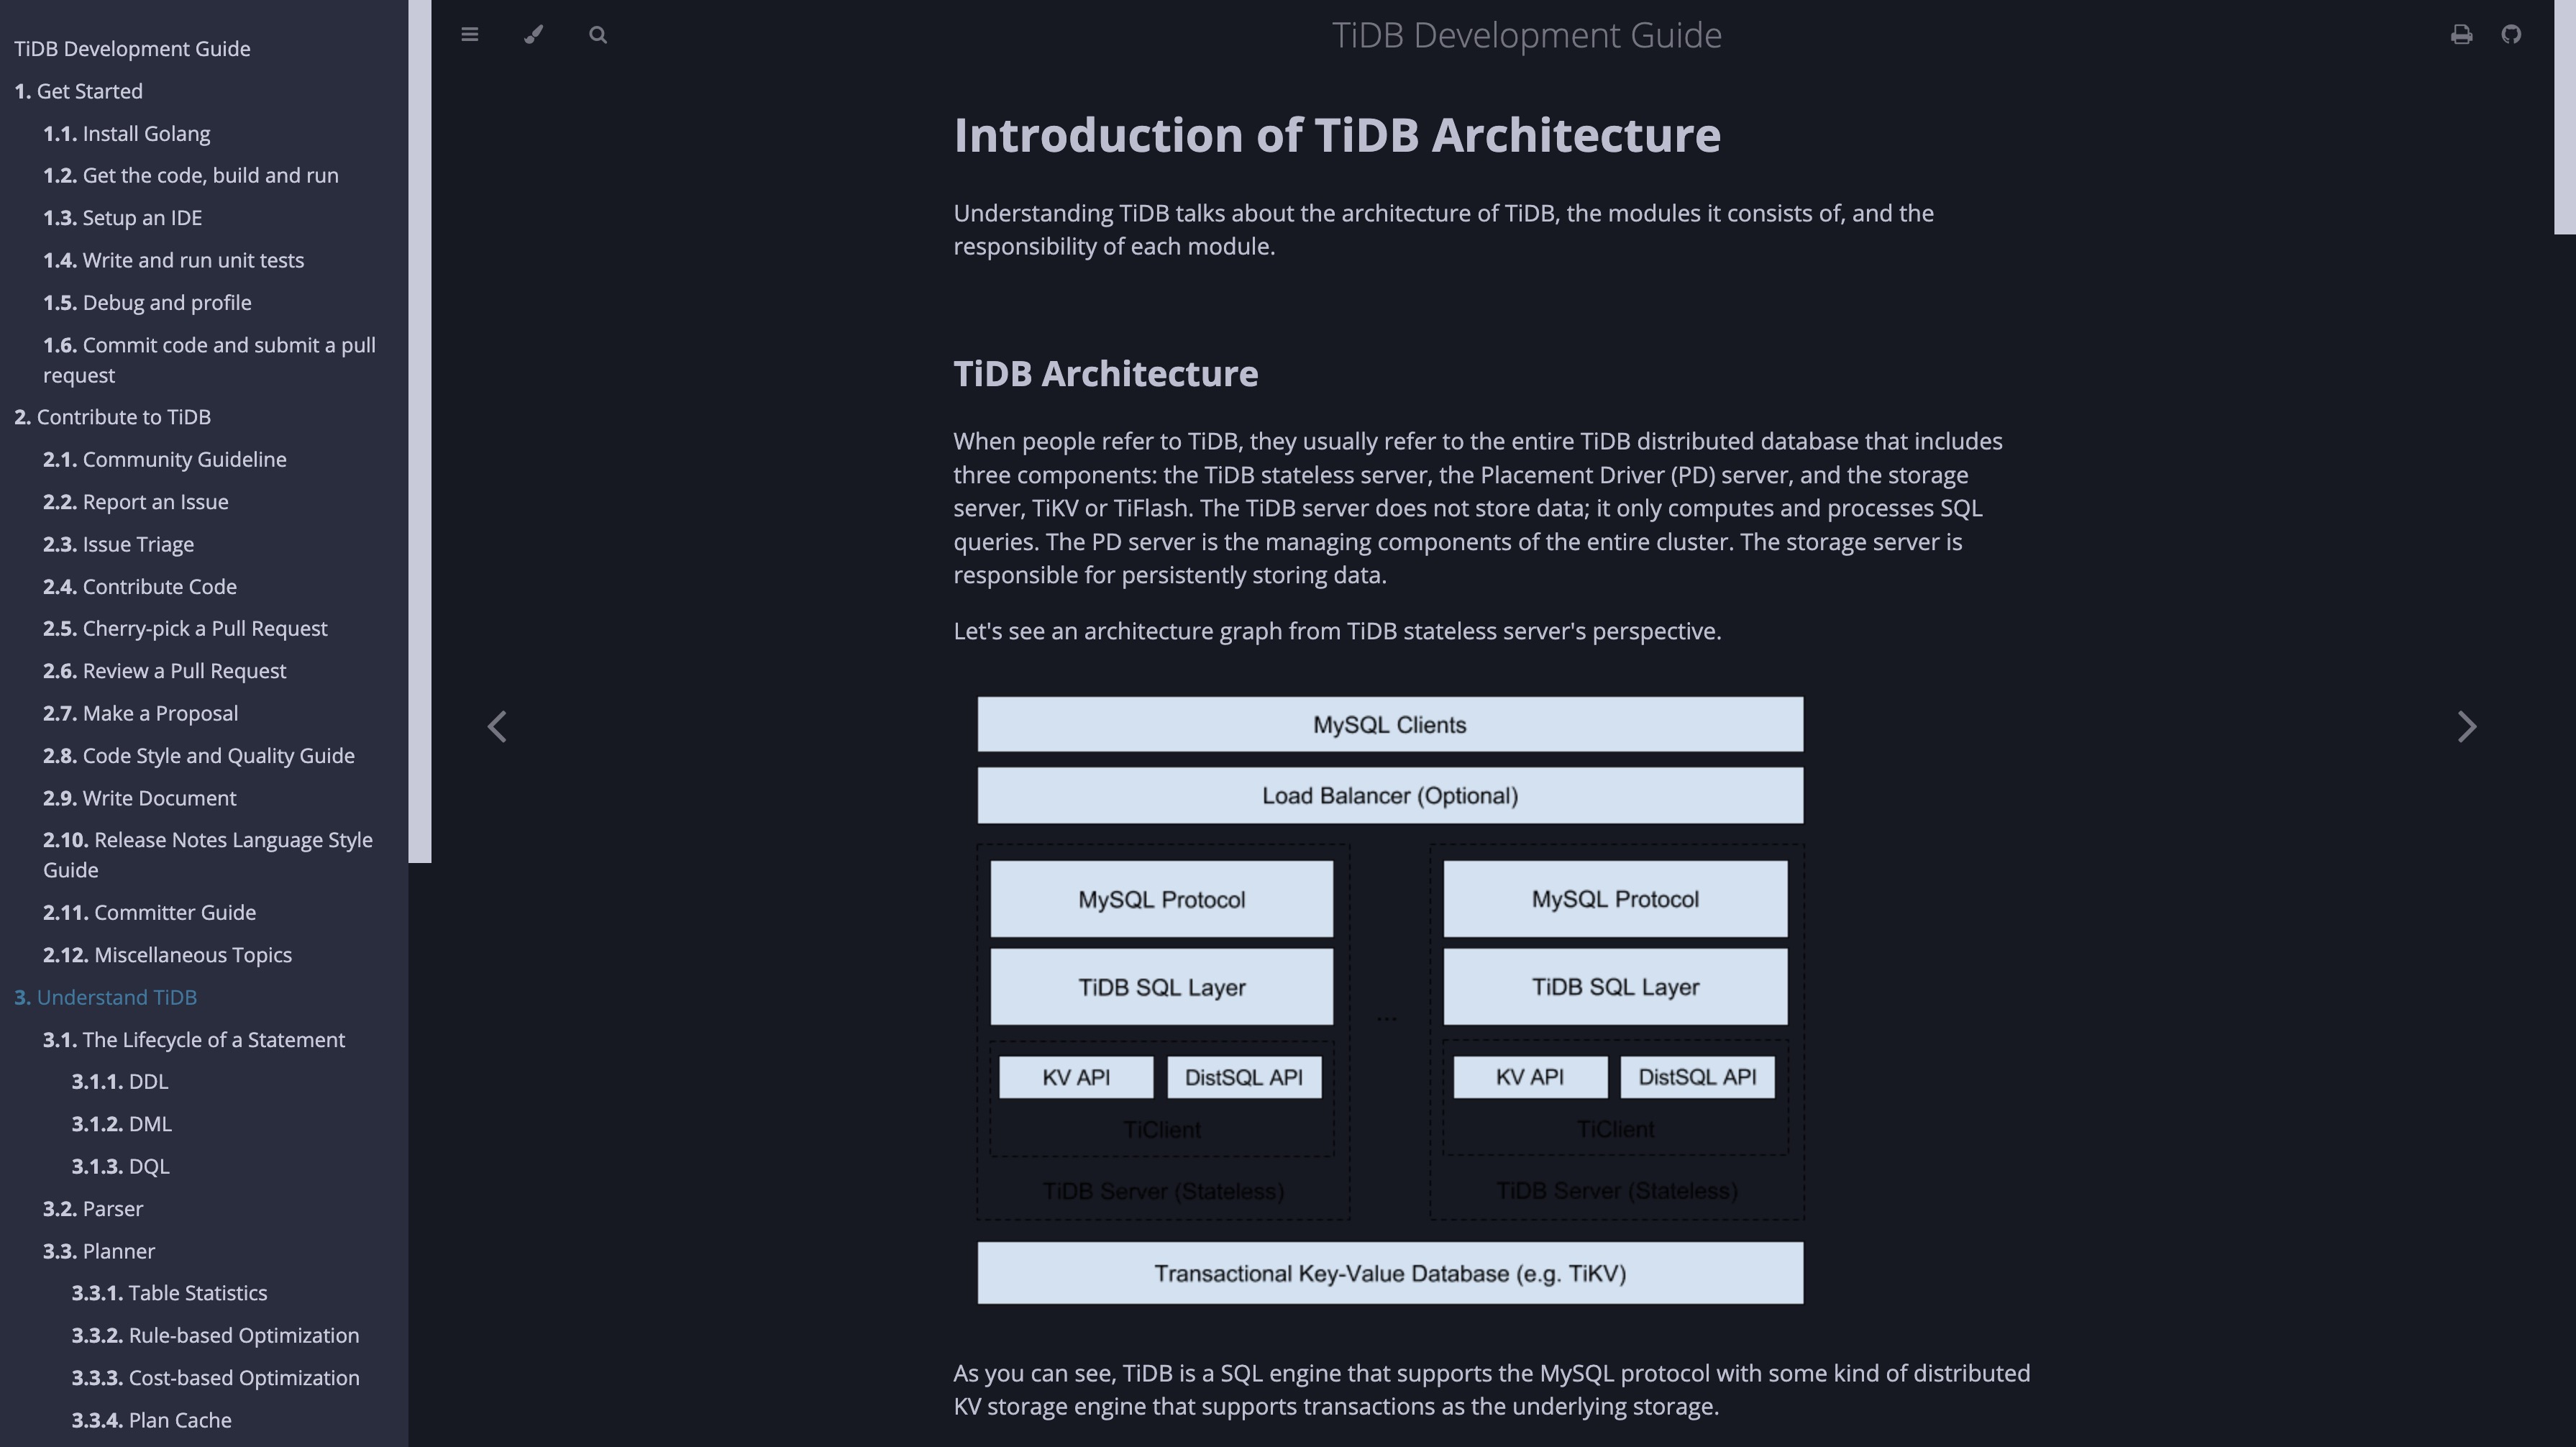 TiDB Development Guide
1. Get Started
1.1. Install Golang
1.2. Get the code, build and run
1.3. Setup an IDE
1.4. Write and run unit tests
1.5. Debug and profile
1.6. Commit code and submit a pull
request
2. Contribute to TiDB
2.1. Community Guideline
2.2. Report an Issue
2.3. Issue Triage
2.4. Contribute Code
2.5. Cherry-pick a Pull Request
2.6. Review a Pull Request
2.7. Make a Proposal
2.8. Code Style and Quality Guide
2.9. Write Document
2.10. Release Notes Language Style
Guide
2.11. Committer Guide
2.12. Miscellaneous Topics
3. Understand TiDB
3.1. The Lifecycle of a Statement
3.1.1. DDL
3.1.2. DML
3.1.3. DQL
3.2. Parser
3.3. Planner
3.3.1. Table Statistics
3.3.2. Rule-based Optimization
3.3.3. Cost-based Optimization
3.3.4. Plan Cache
TiDB Development Guide
Introduction of TiDB Architecture
Understanding TiDB talks about the architecture of TiDB, the modules it consists of, and the
responsibility of each module.
TiDB Architecture
When people refer to TiDB, they usually refer to the entire TiDB distributed database that includes
three components: the TiDB stateless server, the Placement Driver (PD) server, and the storage
server, TiKV or TiFlash. The TiDB server does not store data; it only computes and processes SQL
queries. The PD server is the managing components of the entire cluster. The storage server is
responsible for persistently storing data.
Let's see an architecture graph from TiDB stateless server's perspective.
MySQL Clients
Load Balancer (Optional)
MySQL Protocol
TiDB SQL Layer
KV API DistSQL API
TiClient
TiDB Server (Stateless)
...
MySQL Protocol
TiDB SQL Layer
KV API DistSQL API
TiClient
TiDB Server (Stateless)
Transactional Key-Value Database (e.g. TiKV)
As you can see, TiDB is a SQL engine that supports the MySQL protocol with some kind of distributed
KV storage engine that supports transactions as the underlying storage.